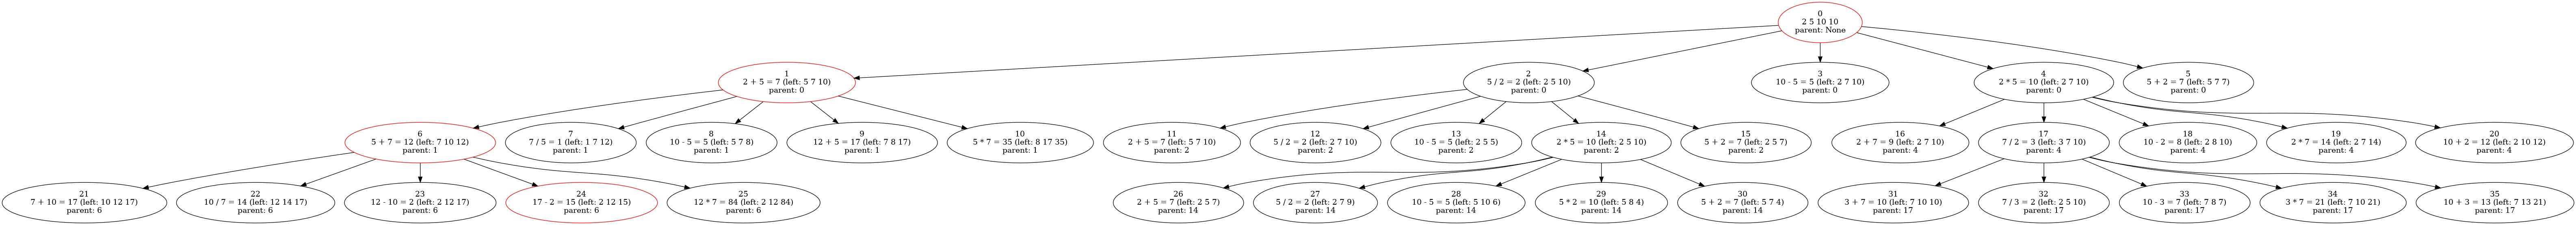 0
2 5 10 10
parent: None
1
2 + 5 = 7 (left: 5 7 10)
parent: 0
2
5 / 2 = 2 (left: 2 5 10)
parent: 0
3
10 - 5 = 5 (left: 2 7 10)
parent: 0
4
2 * 5 = 10 (left: 2 7 10)
parent: 0
5
5 + 2 = 7 (left: 5 7 7)
parent: 0
6
5 + 7 = 12 (left: 7 10 12)
parent: 1
7
7 / 5 = 1 (left: 1 7 12)
parent: 1
8
10 - 5 = 5 (left: 5 7 8)
parent: 1
9
12 + 5 = 17 (left: 7 8 17)
parent: 1
10
5 * 7 = 35 (left: 8 17 35)
parent: 1
11
2 + 5 = 7 (left: 5 7 10)
parent: 2
12
5 / 2 = 2 (left: 2 7 10)
parent: 2
13
10 - 5 = 5 (left: 2 5 5)
parent: 2
14
2 * 5 = 10 (left: 2 5 10)
parent: 2
15
5 + 2 = 7 (left: 2 5 7)
parent: 2
16
2 + 7 = 9 (left: 2 7 10)
parent: 4
17
7 / 2 = 3 (left: 3 7 10)
parent: 4
18
10 - 2 = 8 (left: 2 8 10)
parent: 4
19
2 * 7 = 14 (left: 2 7 14)
parent: 4
20
10 + 2 = 12 (left: 2 10 12)
parent: 4
21
7 + 10 = 17 (left: 10 12 17)
parent: 6
22
10 / 7 = 14 (left: 12 14 17)
parent: 6
23
12 - 10 = 2 (left: 2 12 17)
parent: 6
24
17 - 2 = 15 (left: 2 12 15)
parent: 6
25
12 * 7 = 84 (left: 2 12 84)
parent: 6
26
2 + 5 = 7 (left: 2 5 7)
parent: 14
27
5 / 2 = 2 (left: 2 7 9)
parent: 14
28
10 - 5 = 5 (left: 5 10 6)
parent: 14
29
5 * 2 = 10 (left: 5 8 4)
parent: 14
30
5 + 2 = 7 (left: 5 7 4)
parent: 14
31
3 + 7 = 10 (left: 7 10 10)
parent: 17
32
7 / 3 = 2 (left: 2 5 10)
parent: 17
33
10 - 3 = 7 (left: 7 8 7)
parent: 17
34
3 * 7 = 21 (left: 7 10 21)
parent: 17
35
10 + 3 = 13 (left: 7 13 21)
parent: 17